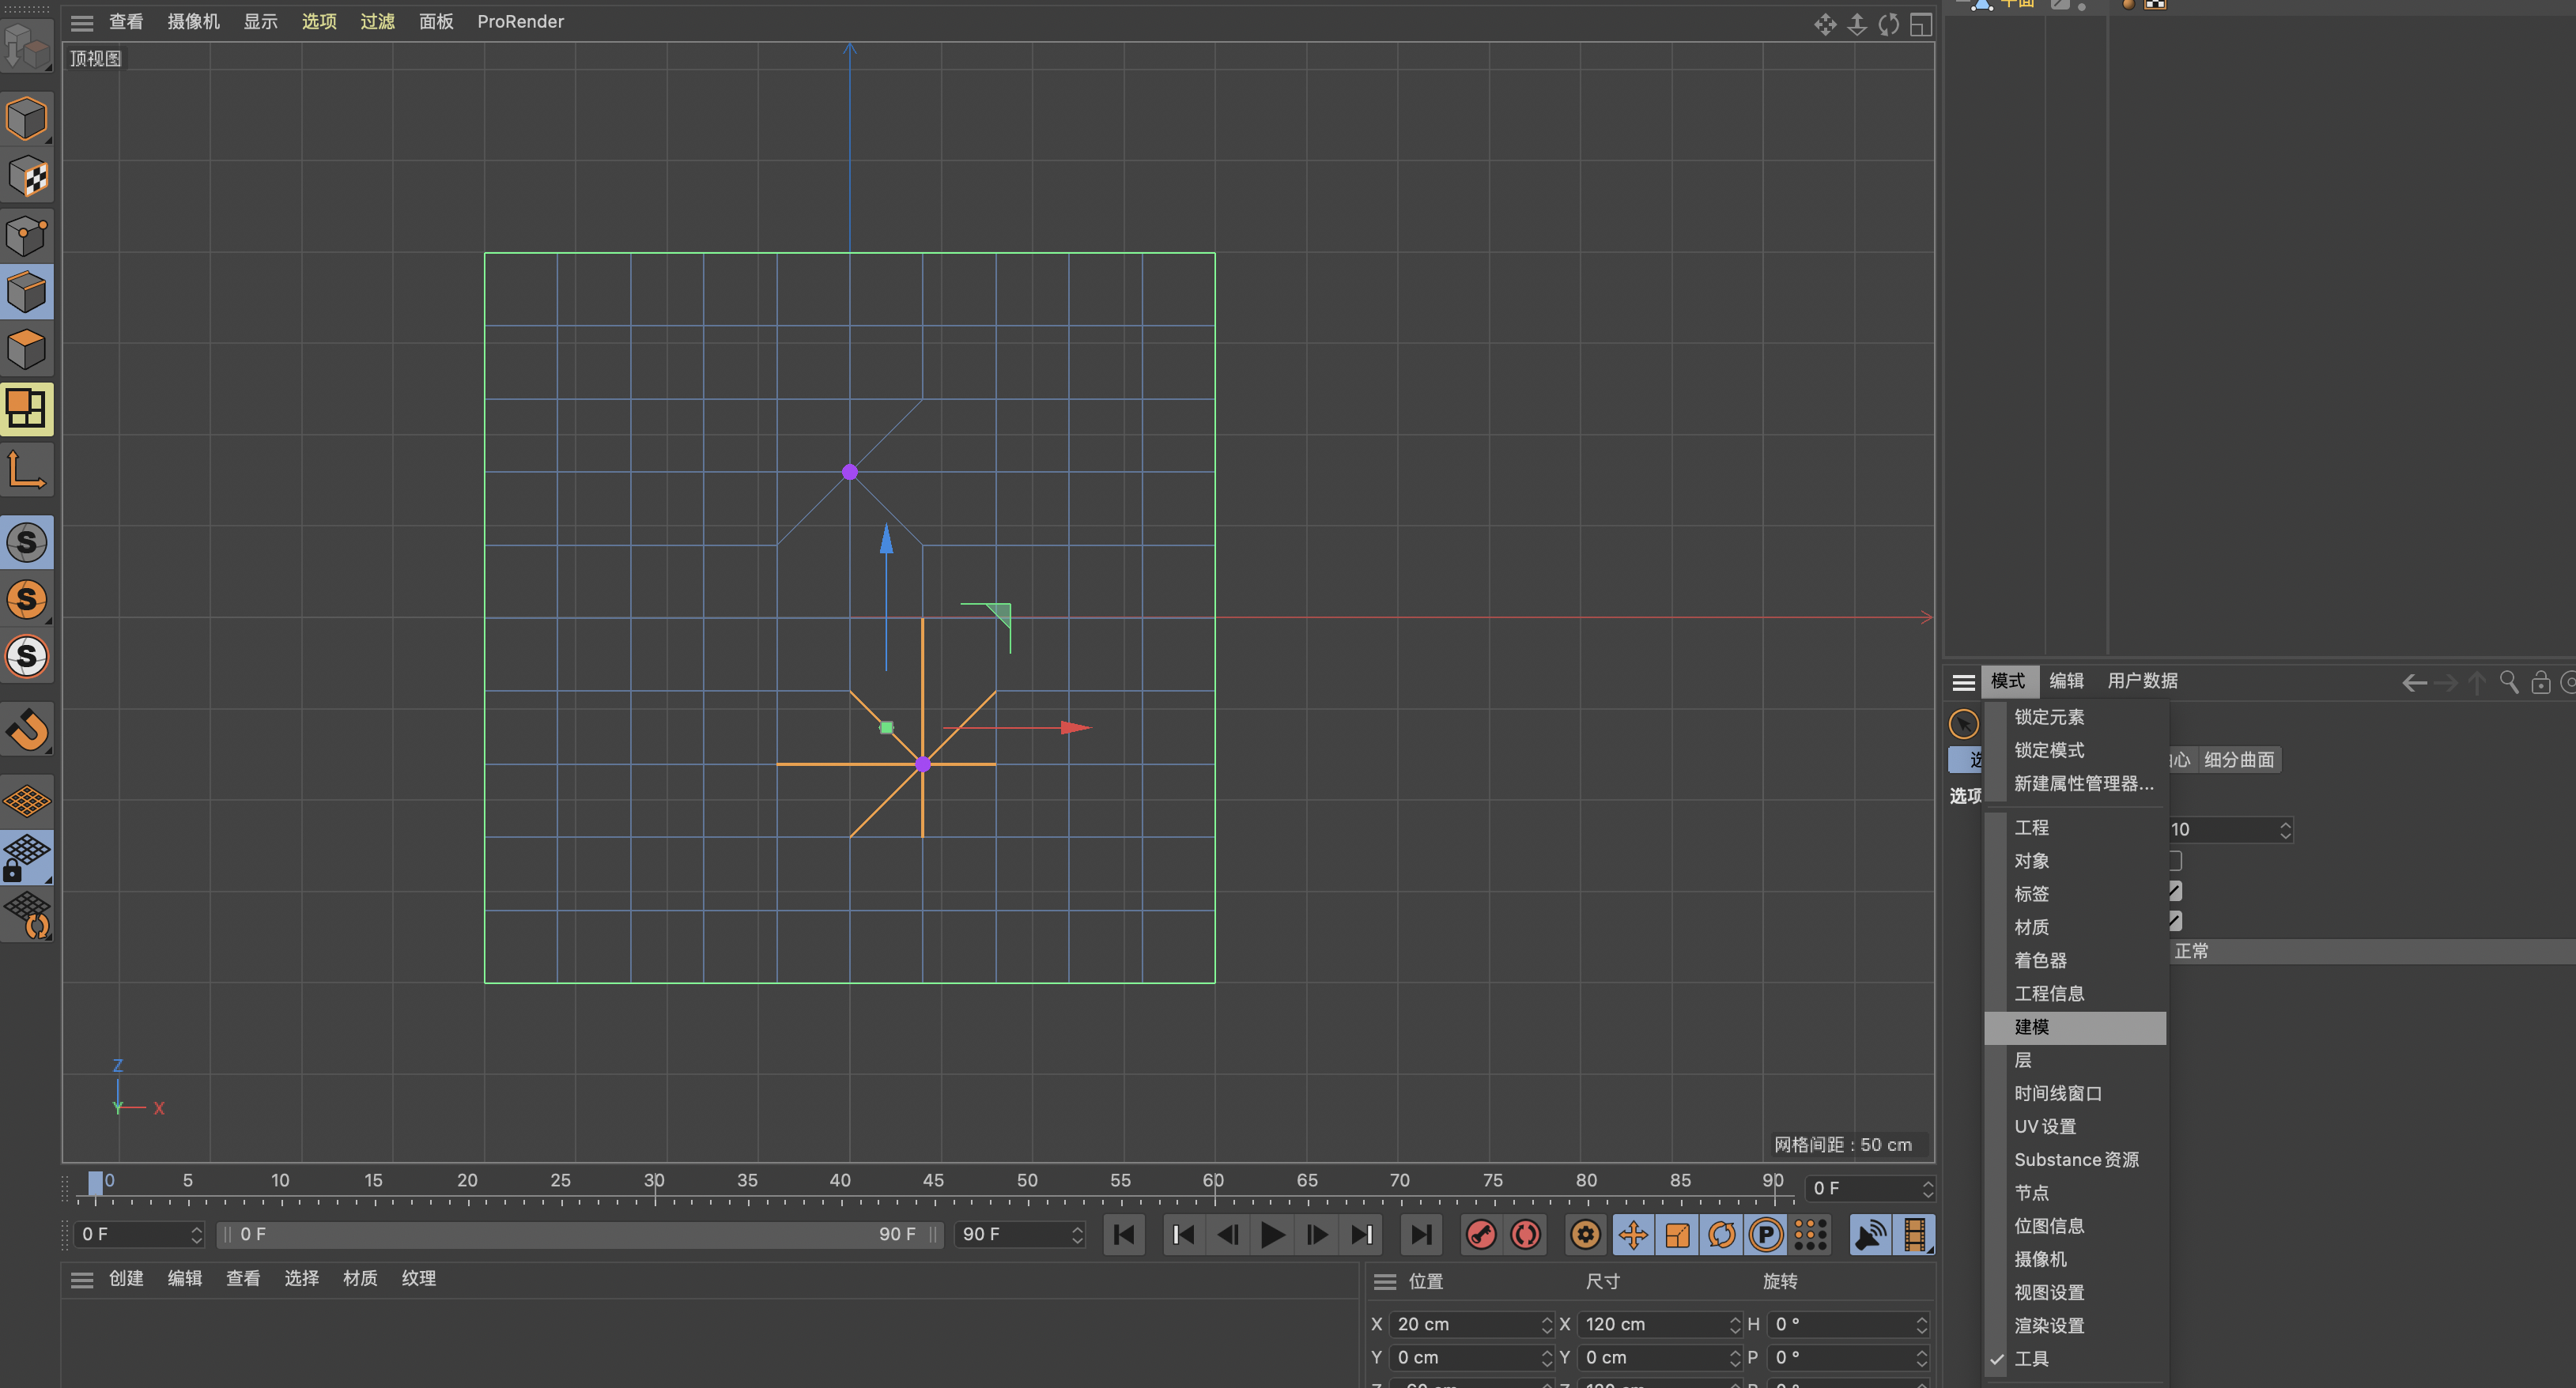 查看 摄像机 显示 选项 过滤 面板 ProRender
平面
顶视图
S
S
S
Z
Y X
网格间距 : 50 cm
模式 编辑 用户数据
锁定元素
锁定模式
新建属性管理器...
工程
对象
标签
材质
着色器
工程信息
建模
层
时间线窗口
UV 设置
Substance 资源
节点
位图信息
摄像机
视图设置
渲染设置
工具
选 心 细分曲面
选项
10
正常
0 5 10 15 20 25 30 35 40 45 50 55 60 65 70 75 80 85 90 0 F
0 F 0 F 90 F 90 F P
创建 编辑 查看 选择 材质 纹理
位置 尺寸 旋转
X 20 cm X 120 cm H 0 °
Y 0 cm Y 0 cm P 0 °